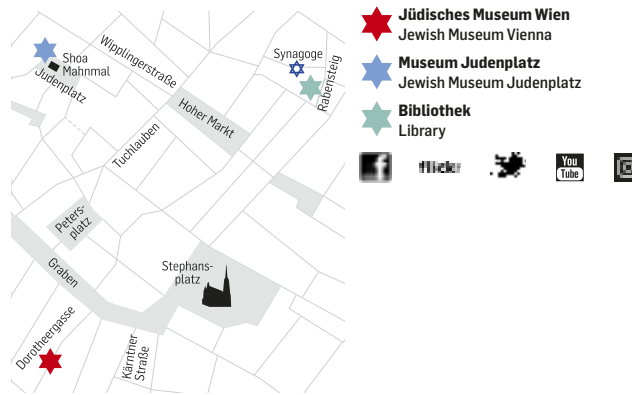 Jüdisches Museum Wien
Jewish Museum Vienna
Museum Judenplatz
Jewish Museum Judenplatz
Bibliothek
Library
f
flickr
You
Tube
Shoa
Mahnmal
Judenplatz
Wipplingerstraße
Synagoge
Rabensteig
Hoher Markt
Tuchlauben
Peters-
platz
Graben
Stephans-
platz
Dorotheergasse
Kärntner
Straße